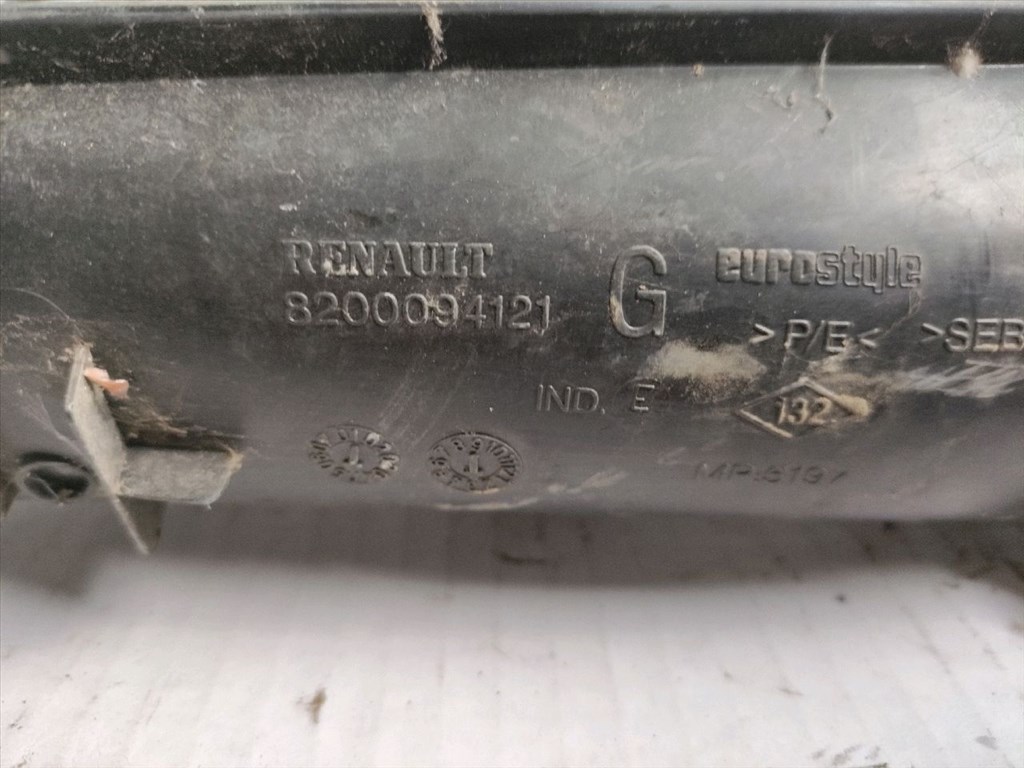 RENAULT
8200094121
G
eurostyle
>P/E< >SEB
IND. E
132